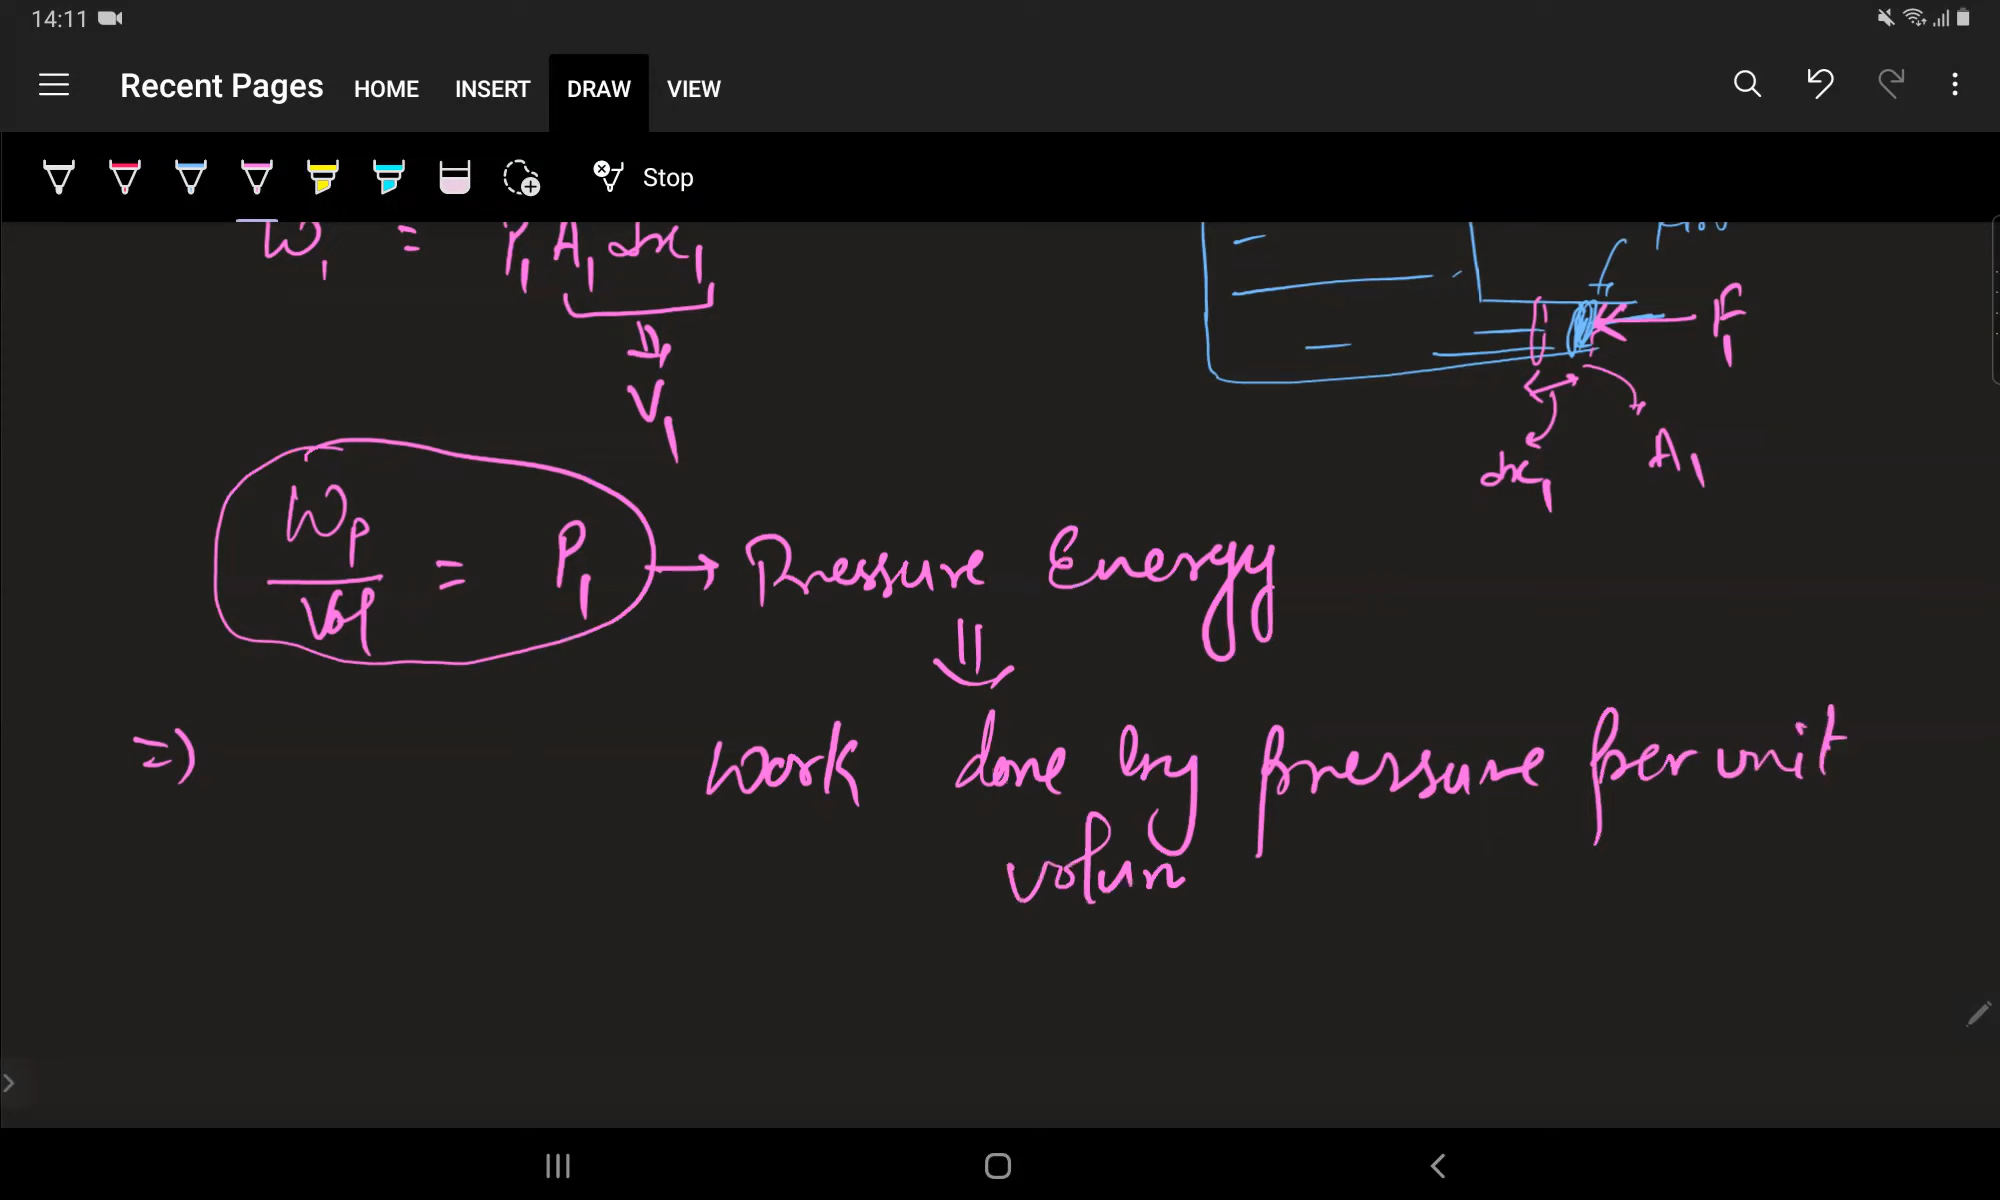 14:11
Recent Pages HOME INSERT DRAW VIEW
Stop
W₁ = P₁ A₁ dx₁
V₁
F₁
dx₁
A₁
Wp / Vol = P₁ → Pressure Energy
⇒ work done by pressure per unit
volum